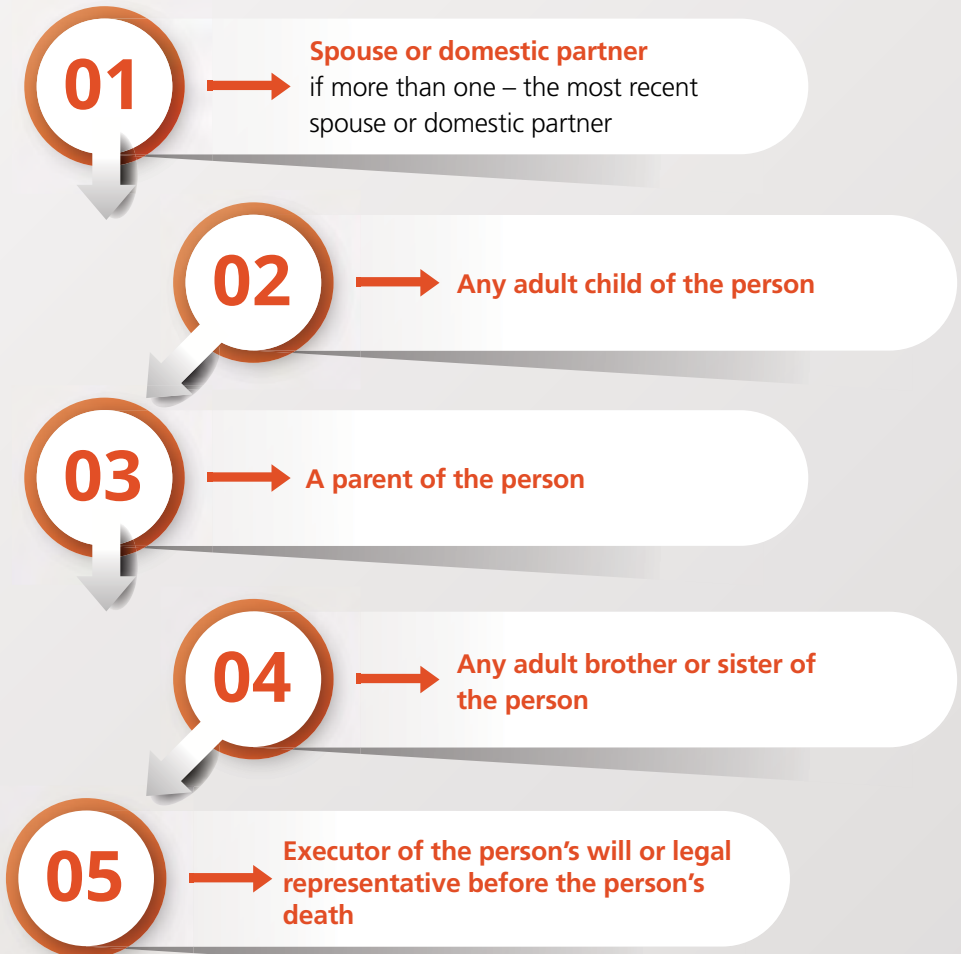 01
Spouse or domestic partner
if more than one – the most recent
spouse or domestic partner
02
Any adult child of the person
03
A parent of the person
04
Any adult brother or sister of
the person
05
Executor of the person’s will or legal
representative before the person’s
death